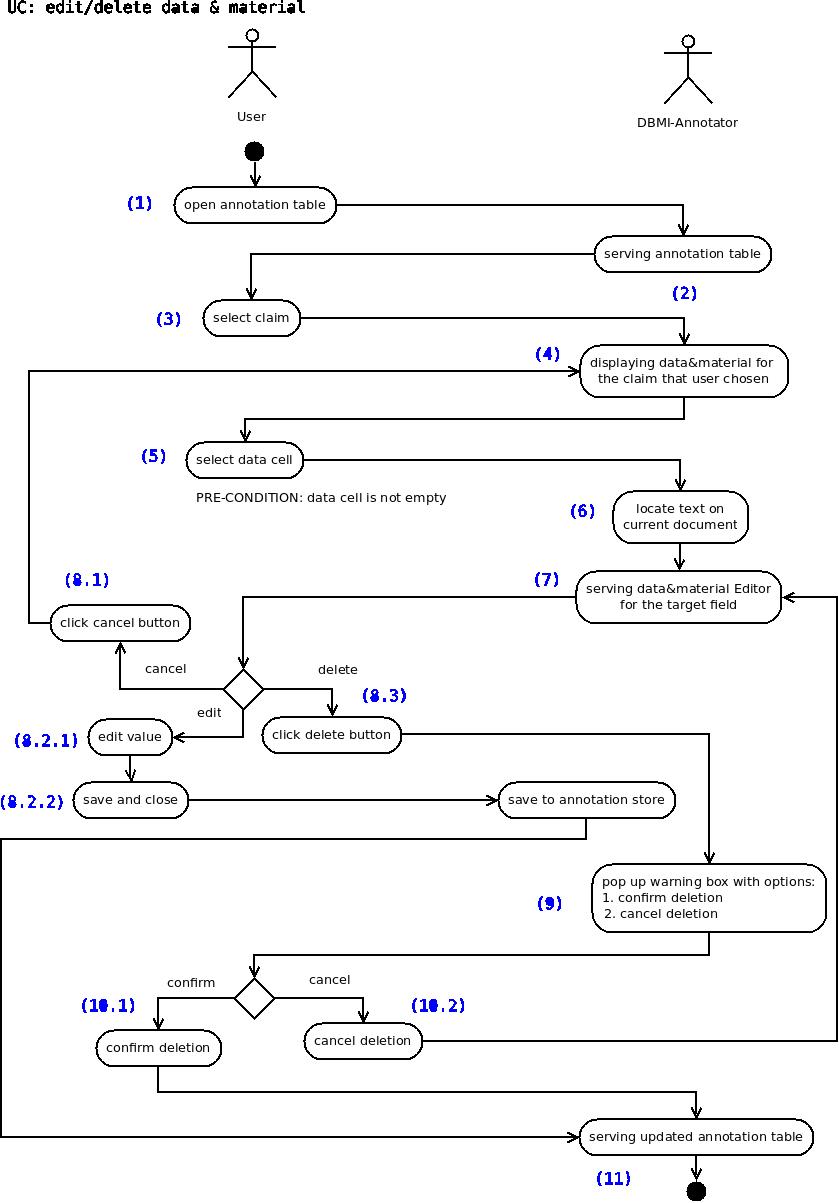 UC: edit/delete data & material
User
DBMI-Annotator
(1)
open annotation table
serving annotation table
(2)
(3)
select claim
(4)
displaying data&material for
the claim that user chosen
(5)
select data cell
PRE-CONDITION: data cell is not empty
(6)
locate text on
current document
(7)
serving data&material Editor
for the target field
(8.1)
click cancel button
cancel
delete
(8.3)
edit
click delete button
(8.2.1)
edit value
(8.2.2)
save and close
save to annotation store
(9)
pop up warning box with options:
1. confirm deletion
2. cancel deletion
confirm
cancel
(10.1)
(10.2)
confirm deletion
cancel deletion
serving updated annotation table
(11)